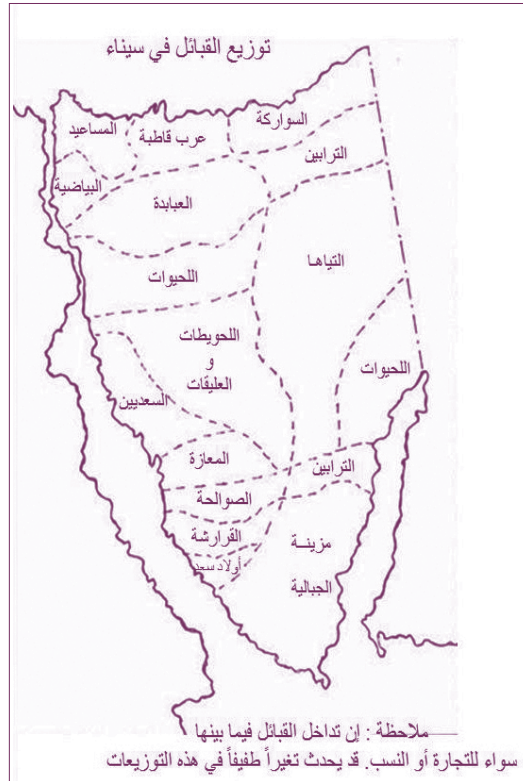 توزيع القبائل في سيناء
السواركة
المساعيد
عرب قاطبة
الترابين
البياضية
العبابدة
التياها
اللحيوات
اللحويطات
و
العليقات
اللحيوات
السعديين
المعازة
الترابين
الصوالحة
القرارشة
مزينة
أولاد سعد
الجبالية
ملاحظة : إن تداخل القبائل فيما بينها
سواء للتجارة أو النسب. قد يحدث تغيراً طفيفاً في هذه التوزيعات